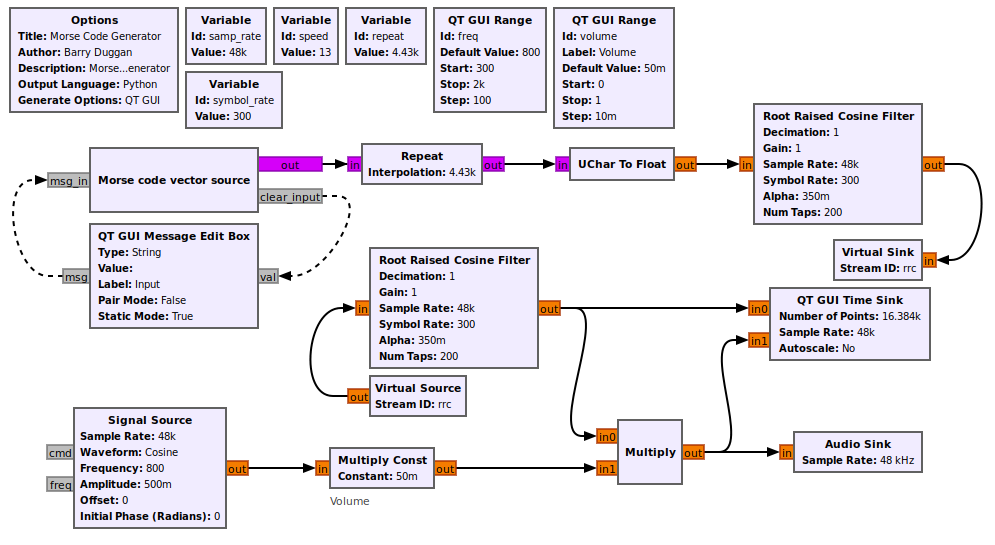 Options
Title: Morse Code Generator
Author: Barry Duggan
Description: Morse...enerator
Output Language: Python
Generate Options: QT GUI
Variable
Id: samp_rate
Value: 48k
Variable
Id: speed
Value: 13
Variable
Id: repeat
Value: 4.43k
QT GUI Range
Id: freq
Default Value: 800
Start: 300
Stop: 2k
Step: 100
QT GUI Range
Id: volume
Label: Volume
Default Value: 50m
Start: 0
Stop: 1
Step: 10m
Variable
Id: symbol_rate
Value: 300
msg_in
Morse code vector source
out
clear_input
in
Repeat
Interpolation: 4.43k
out
in
UChar To Float
out
in
Root Raised Cosine Filter
Decimation: 1
Gain: 1
Sample Rate: 48k
Symbol Rate: 300
Alpha: 350m
Num Taps: 200
out
Virtual Sink
Stream ID: rrc
in
msg
QT GUI Message Edit Box
Type: String
Value:
Label: Input
Pair Mode: False
Static Mode: True
val
in
Root Raised Cosine Filter
Decimation: 1
Gain: 1
Sample Rate: 48k
Symbol Rate: 300
Alpha: 350m
Num Taps: 200
out
out
Virtual Source
Stream ID: rrc
in0
in1
QT GUI Time Sink
Number of Points: 16.384k
Sample Rate: 48k
Autoscale: No
cmd
freq
Signal Source
Sample Rate: 48k
Waveform: Cosine
Frequency: 800
Amplitude: 500m
Offset: 0
Initial Phase (Radians): 0
out
in
Multiply Const
Constant: 50m
out
Volume
in0
in1
Multiply
out
in
Audio Sink
Sample Rate: 48 kHz